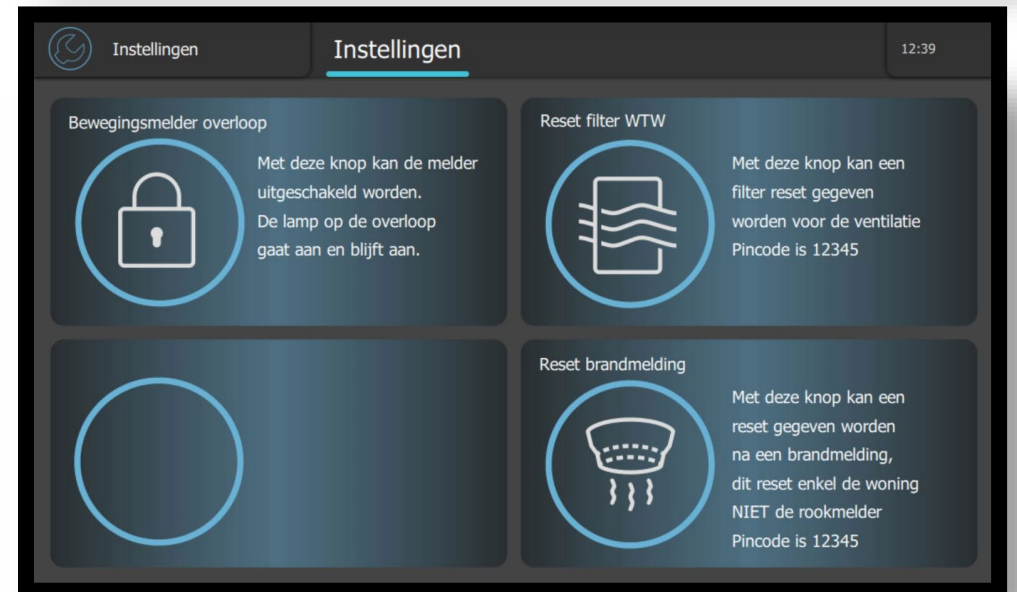 Instellingen
Instellingen
12:39
Bewegingsmelder overloop
Met deze knop kan de melder
uitgeschakeld worden.
De lamp op de overloop
gaat aan en blijft aan.
Reset filter WTW
Met deze knop kan een
filter reset gegeven
worden voor de ventilatie
Pincode is 12345
Reset brandmelding
Met deze knop kan een
reset gegeven worden
na een brandmelding,
dit reset enkel de woning
NIET de rookmelder
Pincode is 12345